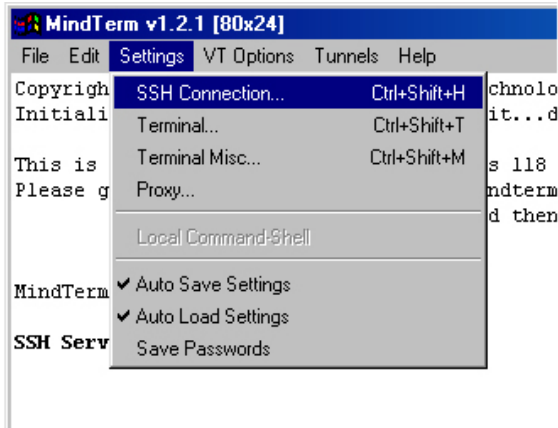 MindTerm v1.2.1 [80x24]
File Edit Settings VT Options Tunnels Help
Copyrigh chnolo
Initiali it...d
This is s 118
Please g ndterm
d then
MindTerm
SSH Serv
SSH Connection... Ctrl+Shift+H
Terminal... Ctrl+Shift+T
Terminal Misc... Ctrl+Shift+M
Proxy...
Local Command-Shell
✔ Auto Save Settings
✔ Auto Load Settings
Save Passwords